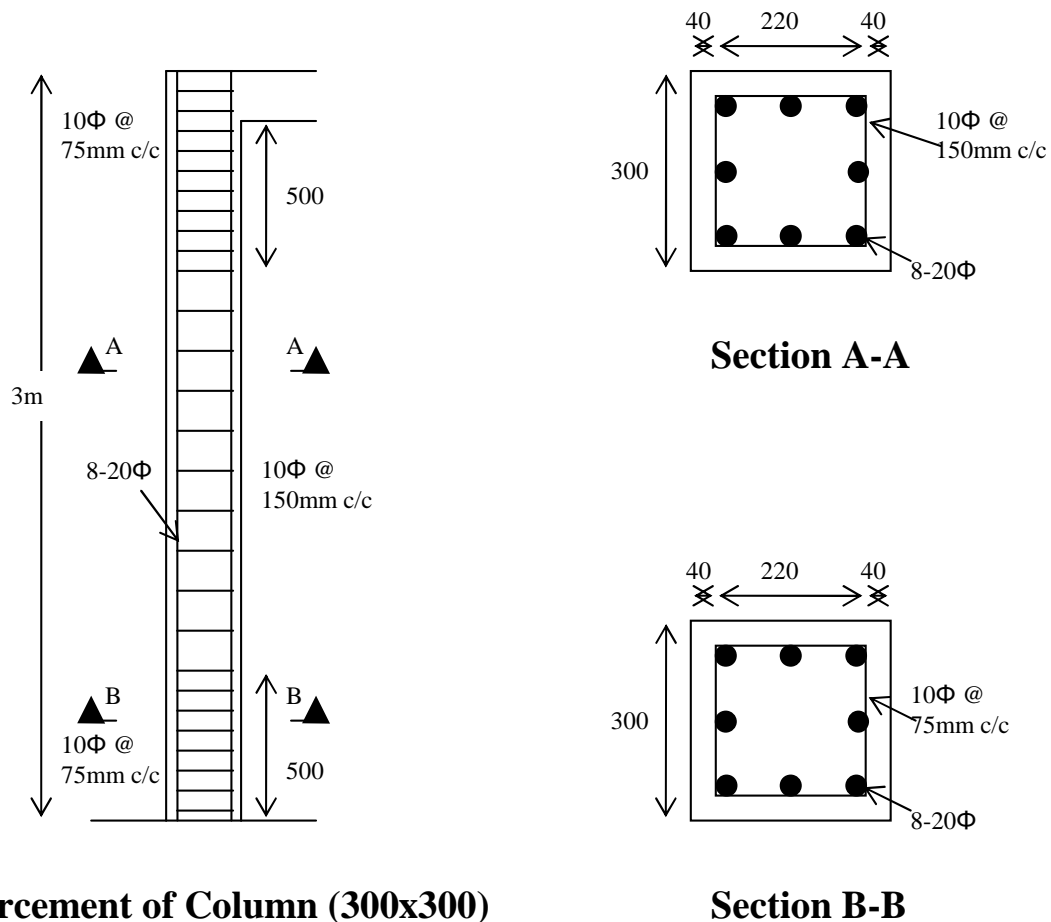 10Φ @
75mm c/c
500
A
A
3m
8-20Φ
10Φ @
150mm c/c
B
B
10Φ @
75mm c/c
500
rcement of Column (300x300)
40
220
40
300
10Φ @
150mm c/c
8-20Φ
Section A-A
40
220
40
300
10Φ @
75mm c/c
8-20Φ
Section B-B